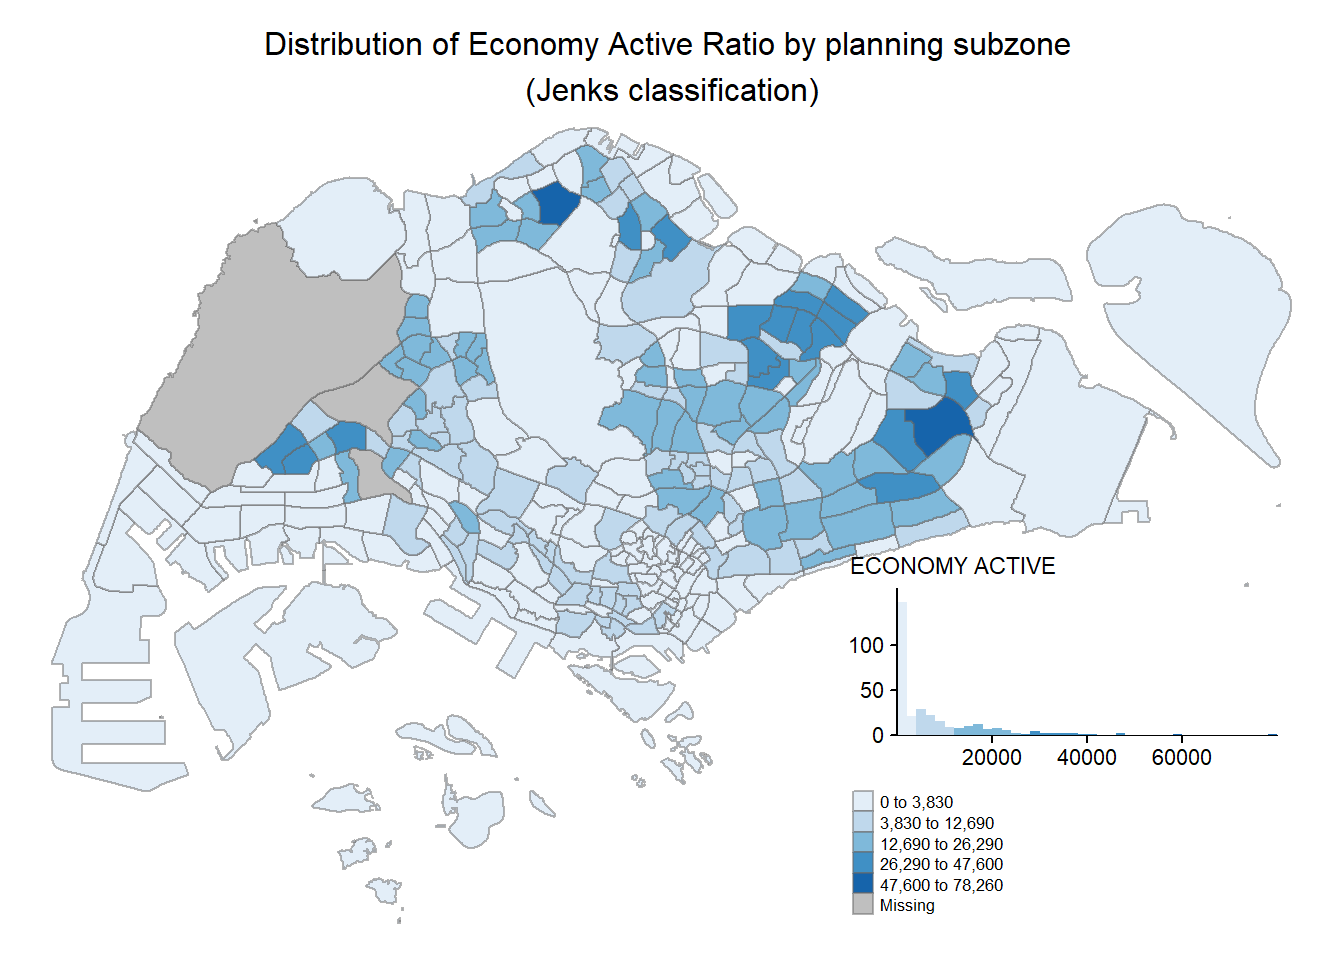 Distribution of Economy Active Ratio by planning subzone
(Jenks classification)
ECONOMY ACTIVE
100
50
0
20000 40000 60000
0 to 3,830
3,830 to 12,690
12,690 to 26,290
26,290 to 47,600
47,600 to 78,260
Missing